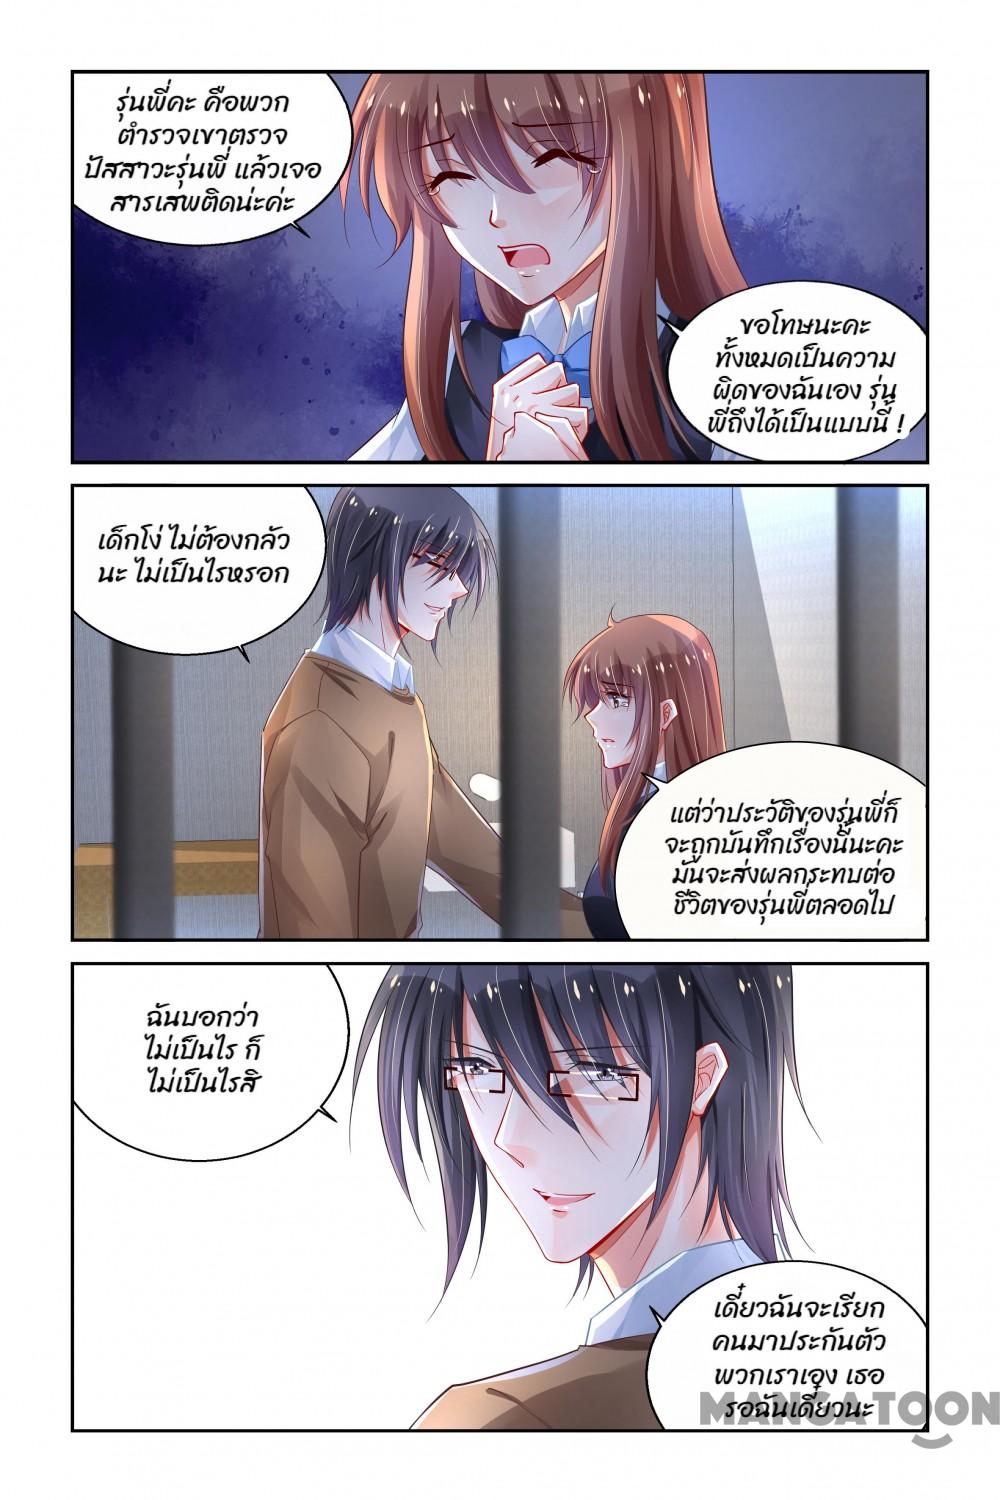 รุ่นพี่คะ คือพวก
ตำรวจเขาตรวจ
ปัสสาวะรุ่นพี่ แล้วเจอ
สารเสพติดน่ะค่ะ
ขอโทษนะคะ
ทั้งหมดเป็นความ
ผิดของฉันเอง รุ่น
พี่ถึงได้เป็นแบบนี้ !
เด็กโง่ ไม่ต้องกลัว
นะ ไม่เป็นไรหรอก
แต่ว่าประวัติของรุ่นพี่ก็
จะถูกบันทึกเรื่องนี้นะคะ
มันจะส่งผลกระทบต่อ
ชีวิตของรุ่นพี่ตลอดไป
ฉันบอกว่า
ไม่เป็นไร ก็
ไม่เป็นไรสิ
เดี๋ยวฉันจะเรียก
คนมาประกันตัว
พวกเราเอง เธอ
รอฉันเดี๋ยวนะ
MANGATOON